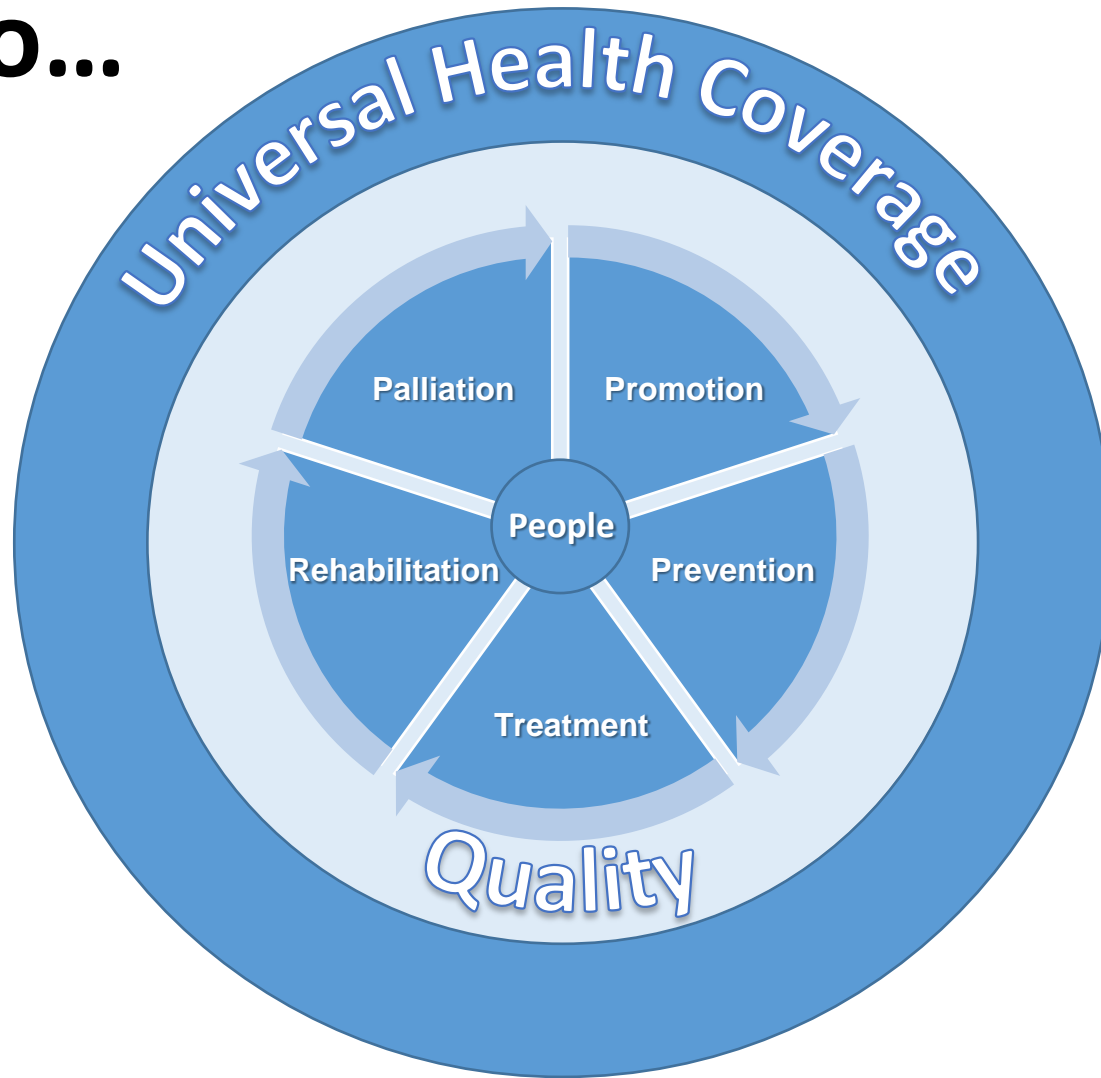 o...
Universal Health Coverage
Palliation
Promotion
People
Rehabilitation
Prevention
Treatment
Quality